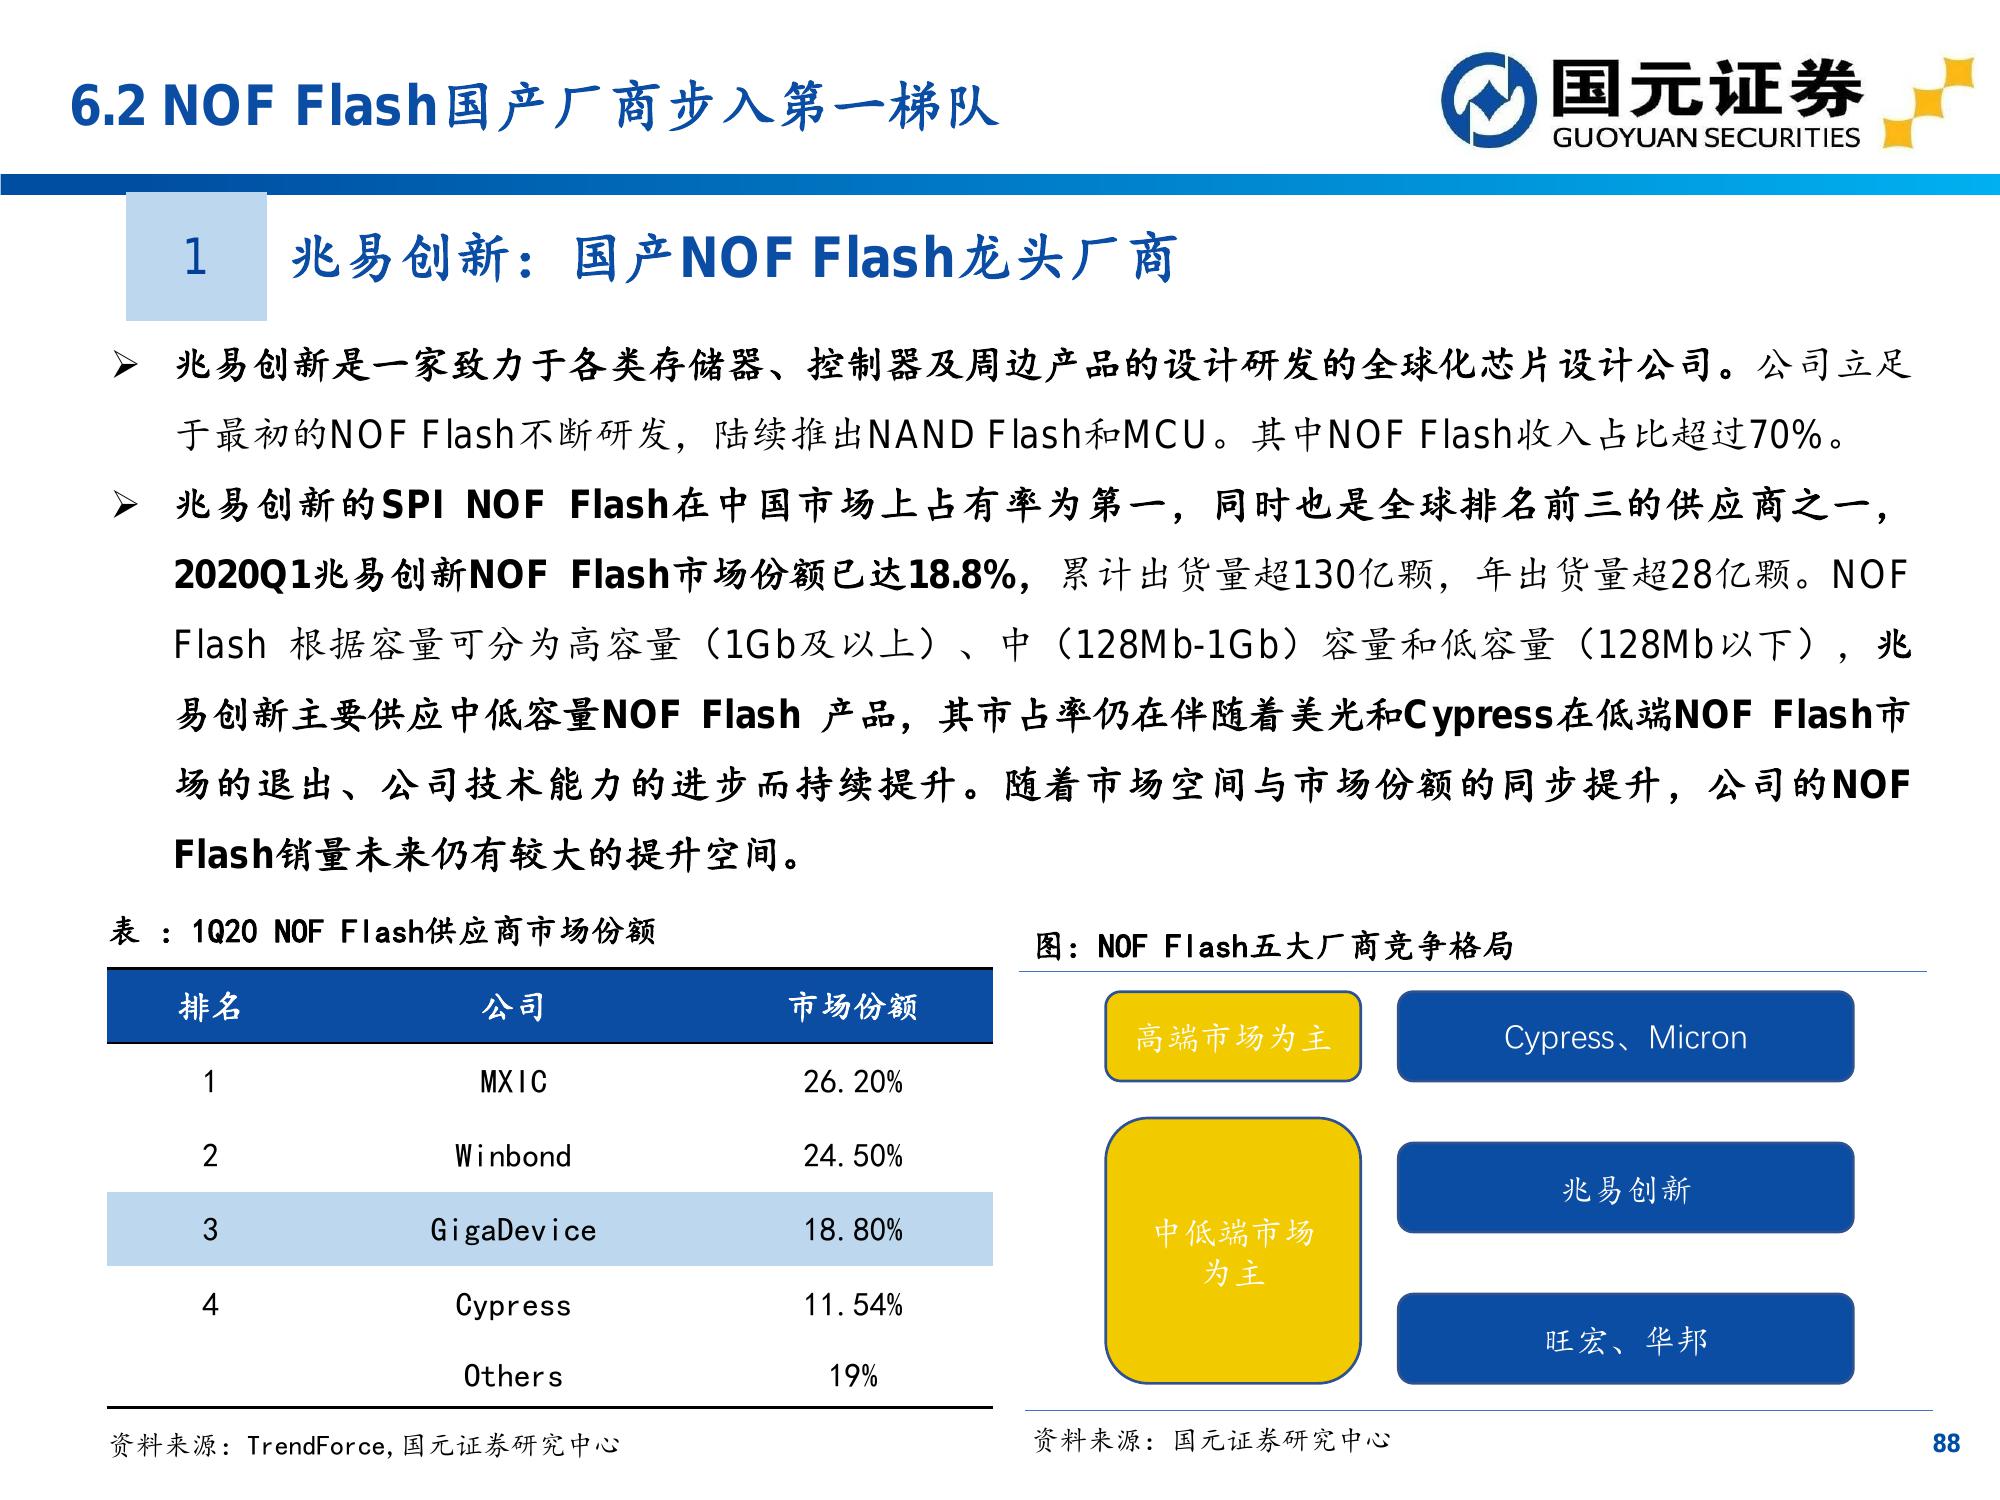 6.2 NOF Flash国产厂商步入第一梯队
国元证券
GUOYUAN SECURITIES
1
兆易创新：国产NOF Flash龙头厂商
➢ 兆易创新是一家致力于各类存储器、控制器及周边产品的设计研发的全球化芯片设计公司。公司立足
于最初的NOF Flash不断研发，陆续推出NAND Flash和MCU。其中NOF Flash收入占比超过70%。
➢ 兆易创新的SPI NOF Flash在中国市场上占有率为第一，同时也是全球排名前三的供应商之一，
2020Q1兆易创新NOF Flash市场份额已达18.8%，累计出货量超130亿颗，年出货量超28亿颗。NOF
Flash 根据容量可分为高容量（1Gb及以上）、中（128Mb-1Gb）容量和低容量（128Mb以下），兆
易创新主要供应中低容量NOF Flash 产品，其市占率仍在伴随着美光和Cypress在低端NOF Flash市
场的退出、公司技术能力的进步而持续提升。随着市场空间与市场份额的同步提升，公司的NOF
Flash销量未来仍有较大的提升空间。
表 ：1Q20 NOF Flash供应商市场份额
排名 公司 市场份额
1 MXIC 26.20%
2 Winbond 24.50%
3 GigaDevice 18.80%
4 Cypress 11.54%
Others 19%
资料来源：TrendForce,国元证券研究中心
图：NOF Flash五大厂商竞争格局
高端市场为主
Cypress、Micron
中低端市场
为主
兆易创新
旺宏、华邦
资料来源：国元证券研究中心
88